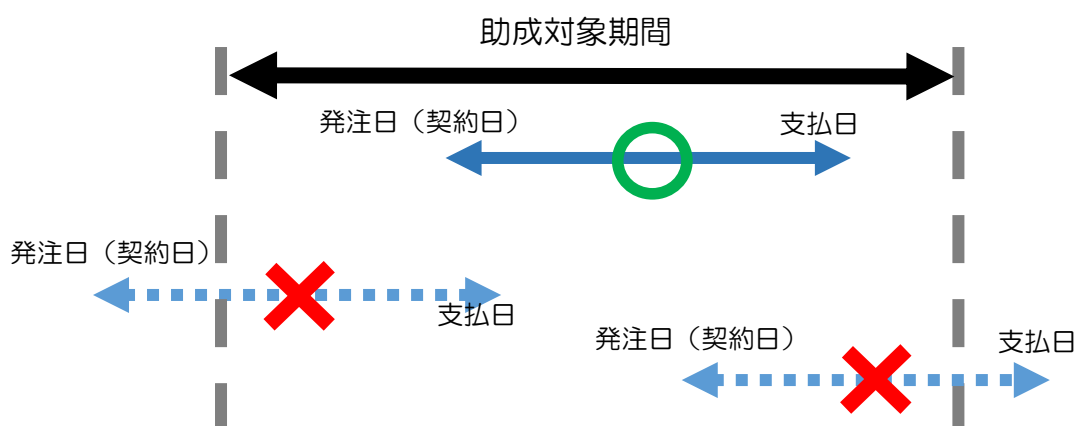 助成対象期間
発注日（契約日）
支払日
発注日（契約日）
支払日
発注日（契約日）
支払日